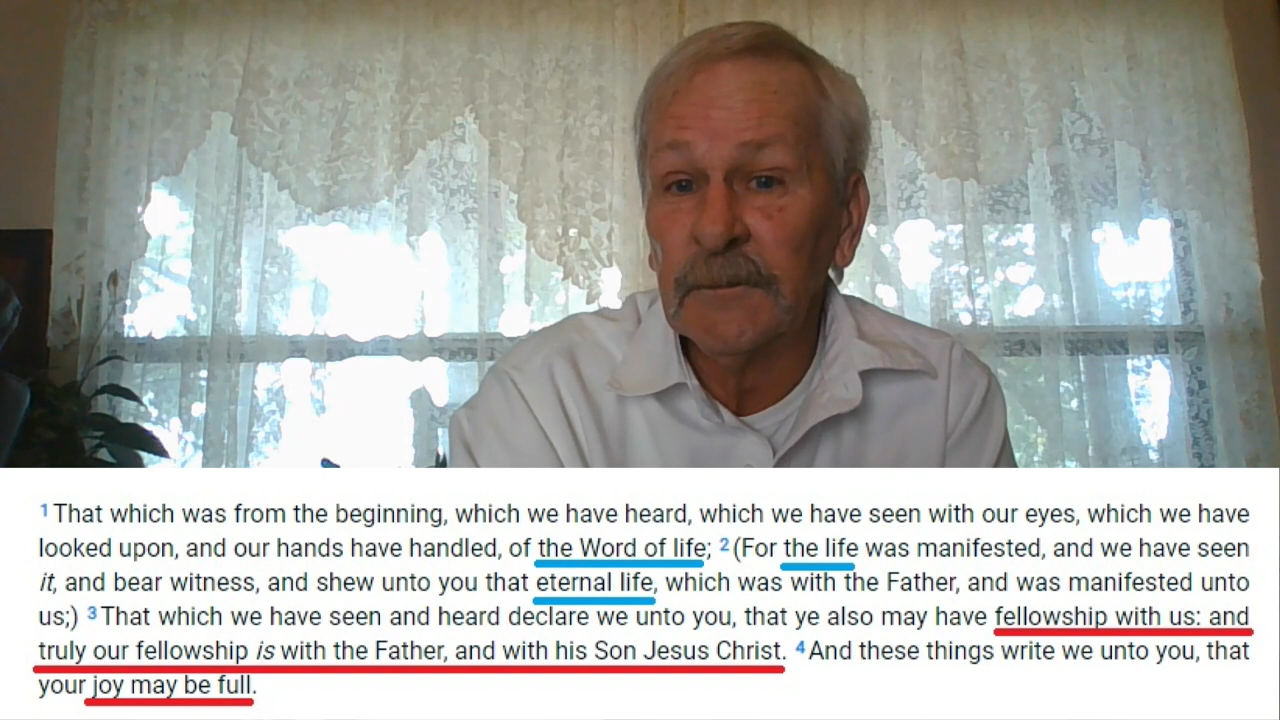 1 That which was from the beginning, which we have heard, which we have seen with our eyes, which we have
looked upon, and our hands have handled, of the Word of life; 2 (For the life was manifested, and we have seen
it, and bear witness, and shew unto you that eternal life, which was with the Father, and was manifested unto
us;) 3 That which we have seen and heard declare we unto you, that ye also may have fellowship with us: and
truly our fellowship is with the Father, and with his Son Jesus Christ. 4 And these things write we unto you, that
your joy may be full.